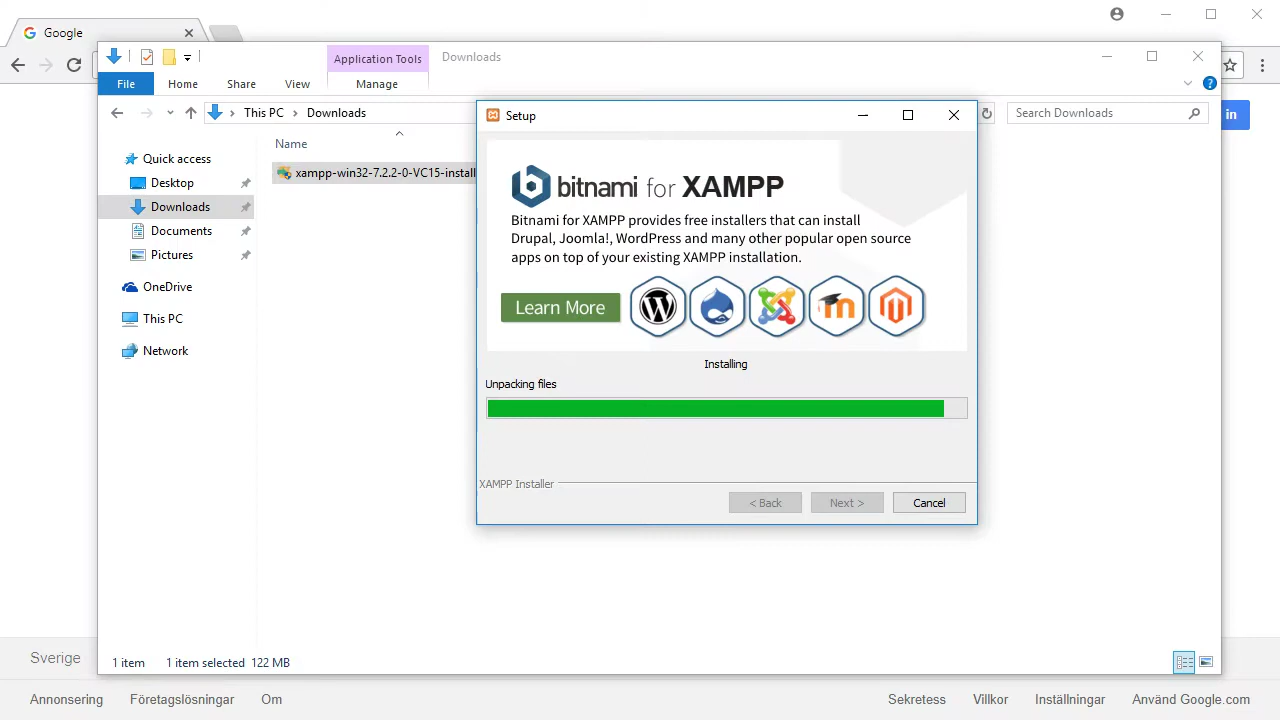 Google
Application Tools
Downloads
File
Home
Share
View
Manage
This PC
Downloads
Search Downloads
in
Quick access
Desktop
Downloads
Documents
Pictures
OneDrive
This PC
Network
Name
xampp-win32-7.2.2-0-VC15-install
Setup
bitnami for XAMPP
Bitnami for XAMPP provides free installers that can install
Drupal, Joomla!, WordPress and many other popular open source
apps on top of your existing XAMPP installation.
Learn More
Installing
Unpacking files
XAMPP Installer
< Back
Next >
Cancel
1 item
1 item selected 122 MB
Sverige
Annonsering
Företagslösningar
Om
Sekretess
Villkor
Inställningar
Använd Google.com